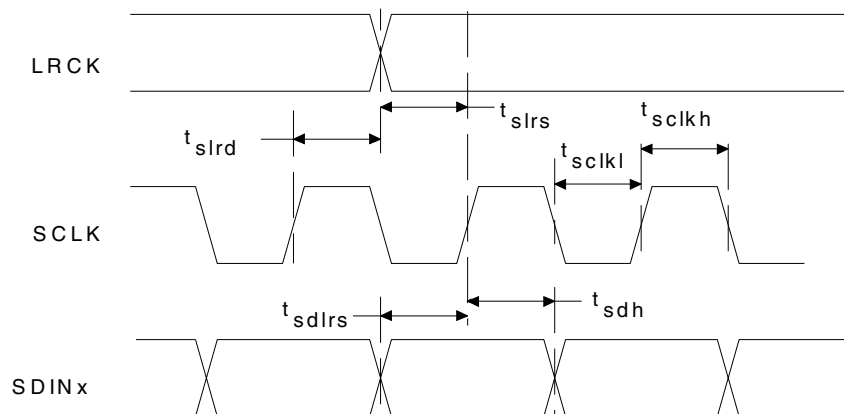 LRCK
t slrd
t slrs
t sclkh
t sclkl
SCLK
t sdlrs
t sdh
SDINx